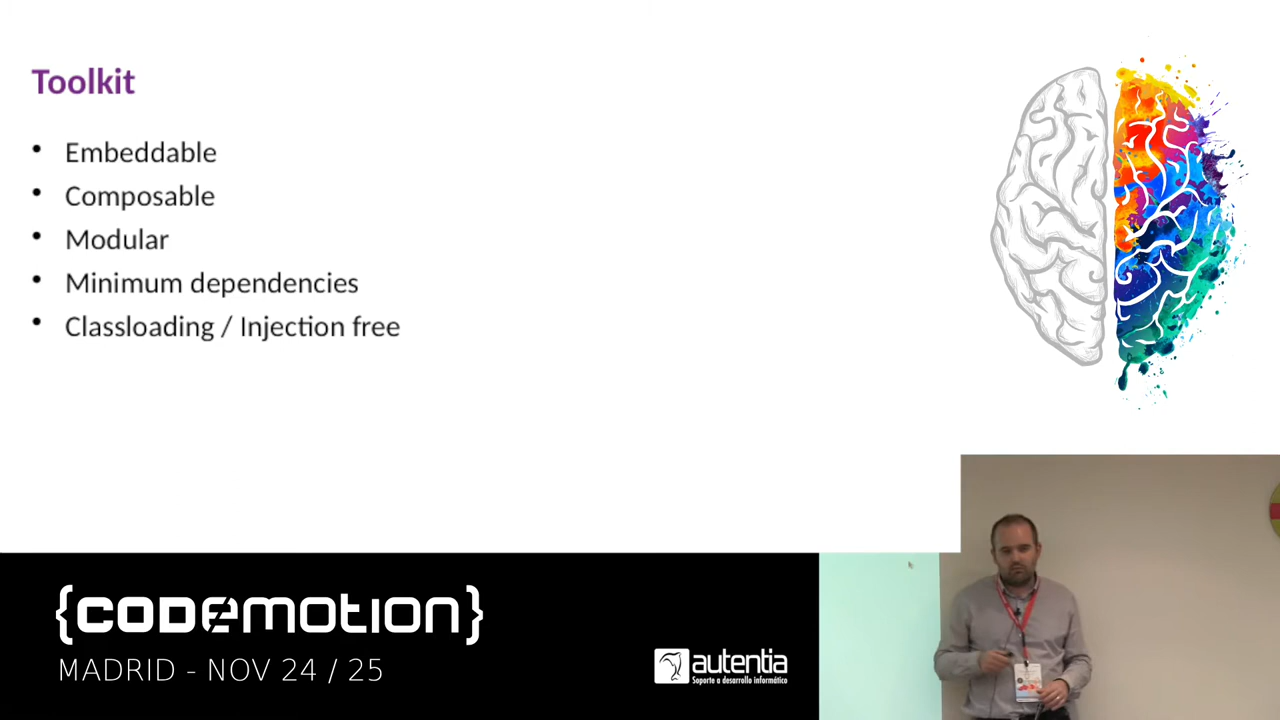 Toolkit
• Embeddable
• Composable
• Modular
• Minimum dependencies
• Classloading / Injection free
{codemotion}
MADRID - NOV 24 / 25
autentia
Soporte a desarrollo informático